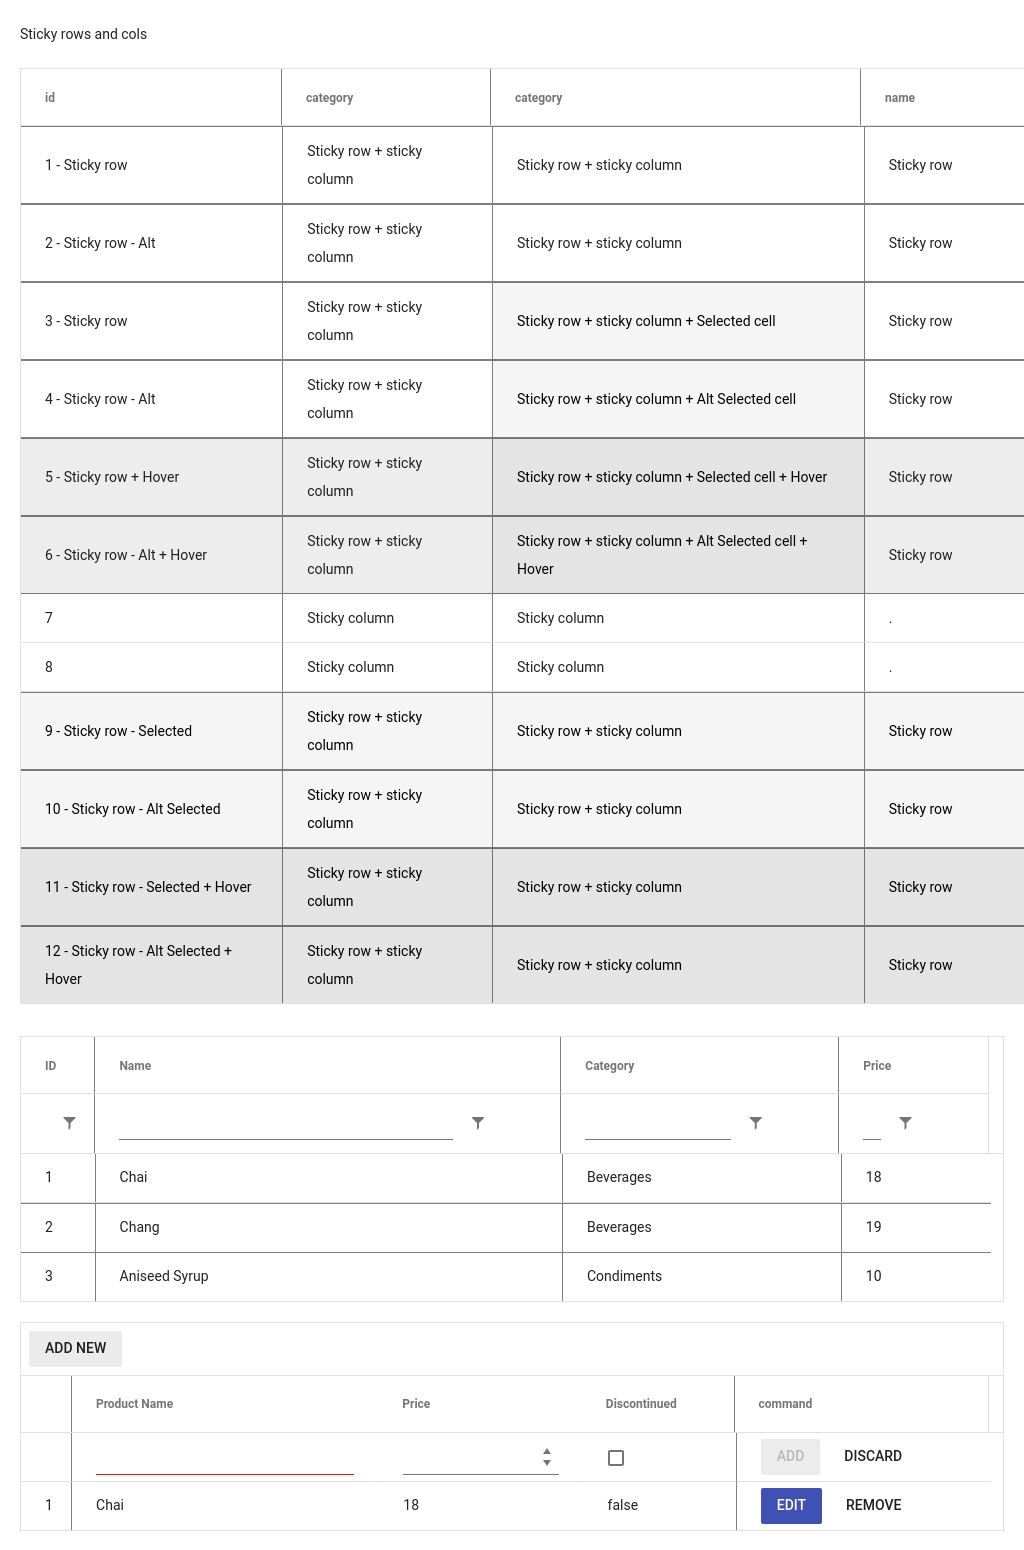 Sticky rows and cols
id category category name
1 - Sticky row Sticky row + sticky column Sticky row + sticky column Sticky row
2 - Sticky row - Alt Sticky row + sticky column Sticky row + sticky column Sticky row
3 - Sticky row Sticky row + sticky column Sticky row + sticky column + Selected cell Sticky row
4 - Sticky row - Alt Sticky row + sticky column Sticky row + sticky column + Alt Selected cell Sticky row
5 - Sticky row + Hover Sticky row + sticky column Sticky row + sticky column + Selected cell + Hover Sticky row
6 - Sticky row - Alt + Hover Sticky row + sticky column Sticky row + sticky column + Alt Selected cell + Hover Sticky row
7 Sticky column Sticky column .
8 Sticky column Sticky column .
9 - Sticky row - Selected Sticky row + sticky column Sticky row + sticky column Sticky row
10 - Sticky row - Alt Selected Sticky row + sticky column Sticky row + sticky column Sticky row
11 - Sticky row - Selected + Hover Sticky row + sticky column Sticky row + sticky column Sticky row
12 - Sticky row - Alt Selected + Hover Sticky row + sticky column Sticky row + sticky column Sticky row
ID Name Category Price
1 Chai Beverages 18
2 Chang Beverages 19
3 Aniseed Syrup Condiments 10
ADD NEW
Product Name Price Discontinued command
ADD DISCARD
1 Chai 18 false EDIT REMOVE